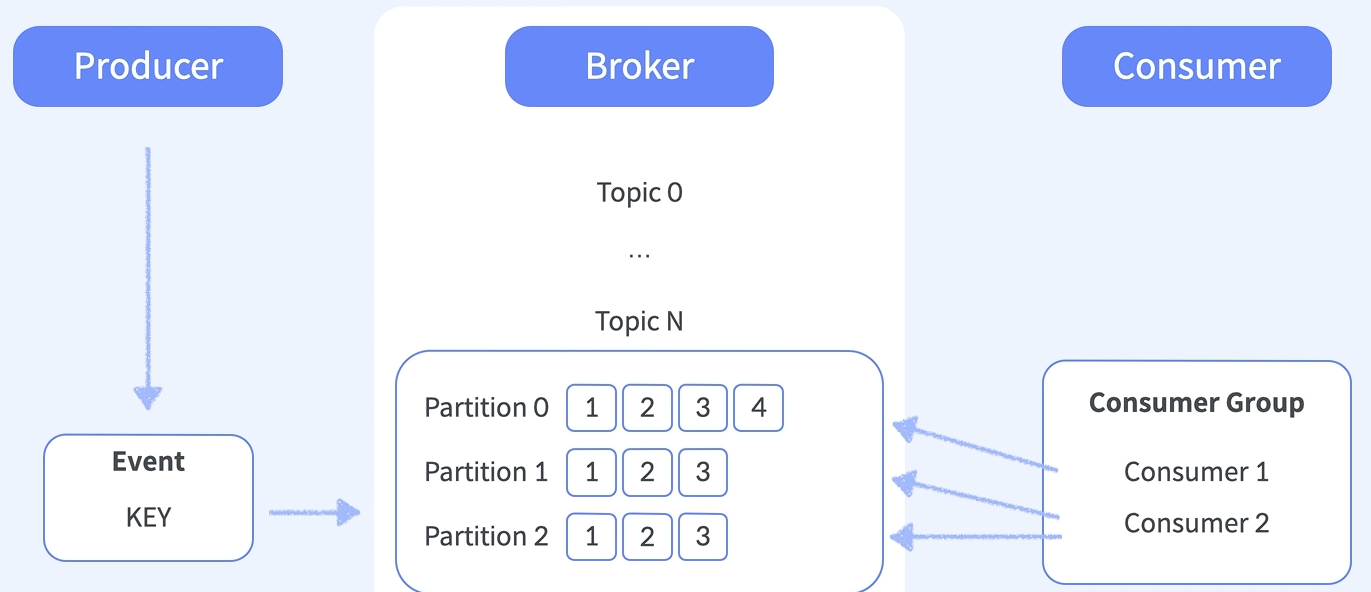 Producer
Broker
Consumer
Topic 0
...
Topic N
Partition 0 1 2 3 4
Partition 1 1 2 3
Partition 2 1 2 3
Event
KEY
Consumer Group
Consumer 1
Consumer 2